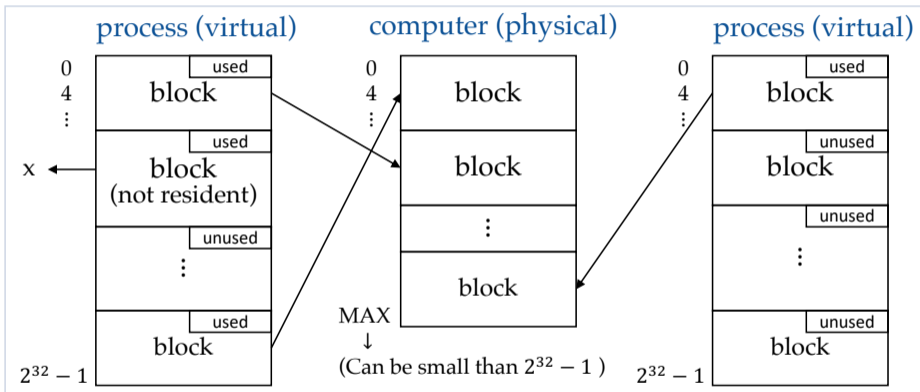 process (virtual)
0
4
⋮
used
block
used
x
block
(not resident)
unused
⋮
used
block
2³² − 1
computer (physical)
0
4
⋮
block
block
⋮
block
MAX
↓
(Can be small than 2³² − 1 )
process (virtual)
0
4
⋮
used
block
unused
block
unused
⋮
unused
block
2³² − 1